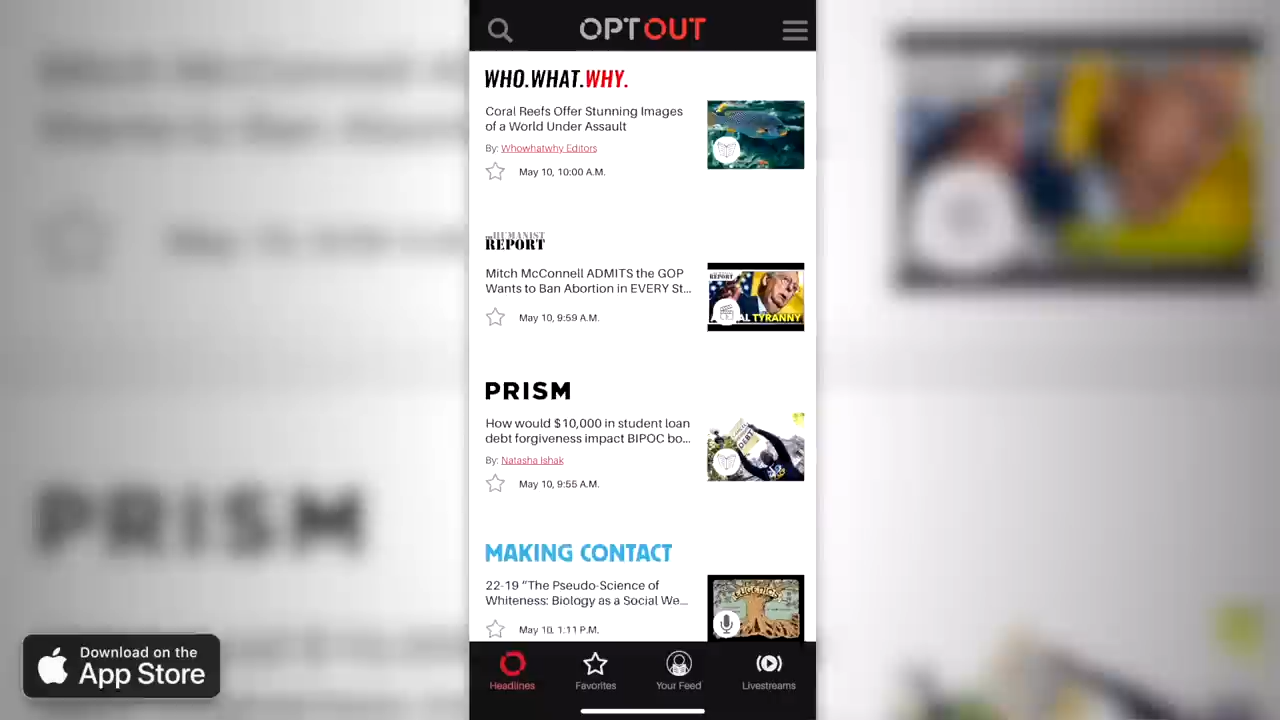 OPTOUT
WHO.WHAT.WHY.
Coral Reefs Offer Stunning Images
of a World Under Assault
By: Whowhatwhy Editors
May 10, 10:00 A.M.
THE HUMANIST
REPORT
Mitch McConnell ADMITS the GOP
Wants to Ban Abortion in EVERY St...
May 10, 9:59 A.M.
REPORT
TYRANNY
PRISM
How would $10,000 in student loan
debt forgiveness impact BIPOC bo...
By: Natasha Ishak
May 10, 9:55 A.M.
DEBT
MAKING CONTACT
22-19 “The Pseudo-Science of
Whiteness: Biology as a Social We...
May 10, 1:11 P.M.
Headlines
Favorites
Your Feed
Livestreams
Download on the
App Store
PRISM